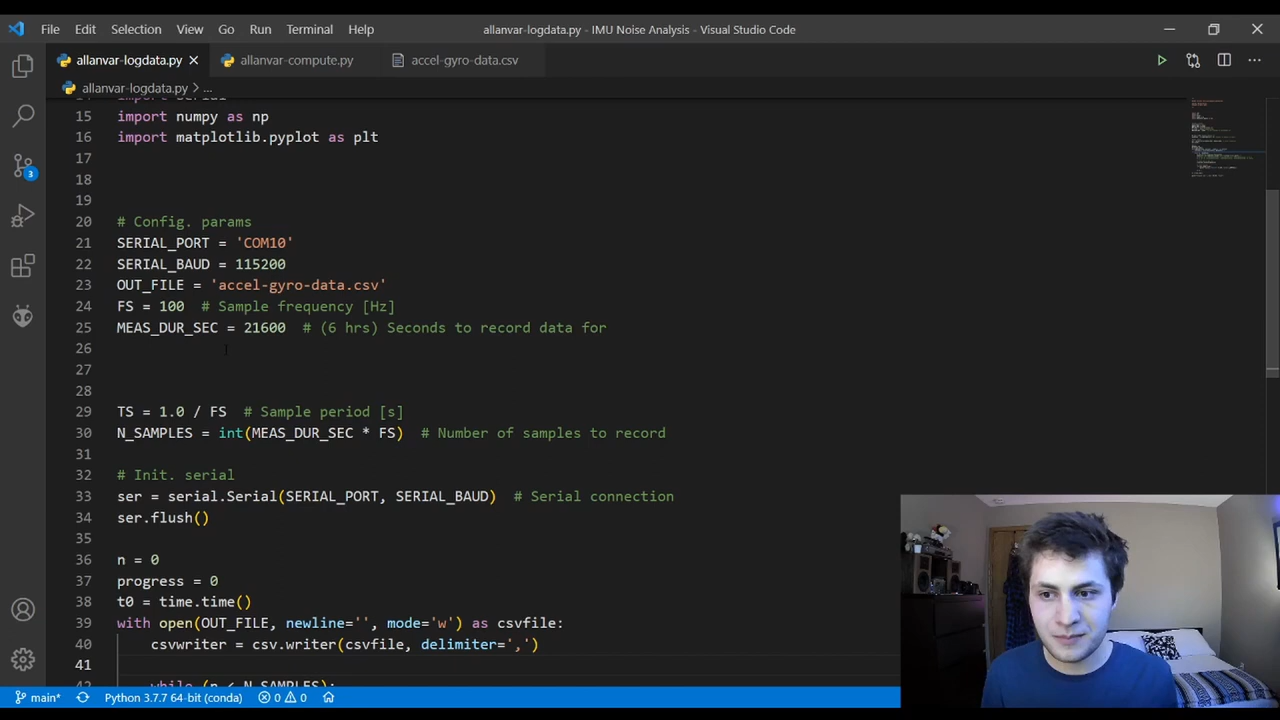 File Edit Selection View Go Run Terminal Help allanvar-logdata.py - IMU Noise Analysis - Visual Studio Code
allanvar-logdata.py allanvar-compute.py accel-gyro-data.csv
allanvar-logdata.py > ...
14 import serial
15 import numpy as np
16 import matplotlib.pyplot as plt
17
18
19
20 # Config. params
21 SERIAL_PORT = 'COM10'
22 SERIAL_BAUD = 115200
23 OUT_FILE = 'accel-gyro-data.csv'
24 FS = 100 # Sample frequency [Hz]
25 MEAS_DUR_SEC = 21600 # (6 hrs) Seconds to record data for
26
27
28
29 TS = 1.0 / FS # Sample period [s]
30 N_SAMPLES = int(MEAS_DUR_SEC * FS) # Number of samples to record
31
32 # Init. serial
33 ser = serial.Serial(SERIAL_PORT, SERIAL_BAUD) # Serial connection
34 ser.flush()
35
36 n = 0
37 progress = 0
38 t0 = time.time()
39 with open(OUT_FILE, newline='', mode='w') as csvfile:
40 csvwriter = csv.writer(csvfile, delimiter=',')
41
42 while (n < N_SAMPLES):
3
main* Python 3.7.7 64-bit (conda) 0 0